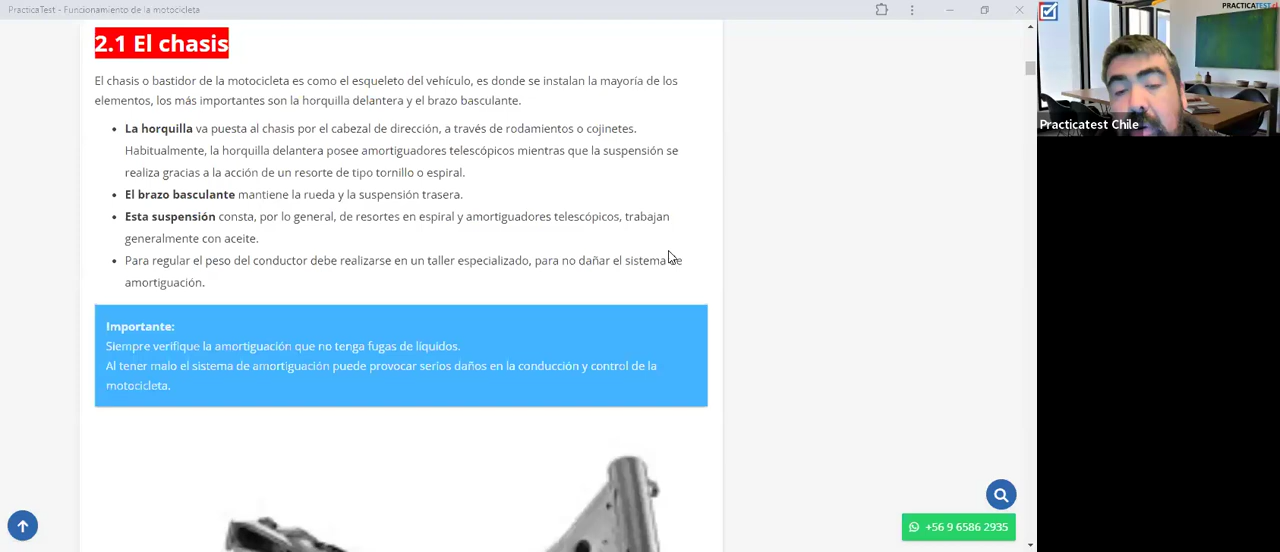 PracticaTest - Funcionamiento de la motocicleta
2.1 El chasis
El chasis o bastidor de la motocicleta es como el esqueleto del vehículo, es donde se instalan la mayoría de los
elementos, los más importantes son la horquilla delantera y el brazo basculante.
La horquilla va puesta al chasis por el cabezal de dirección, a través de rodamientos o cojinetes.
Habitualmente, la horquilla delantera posee amortiguadores telescópicos mientras que la suspensión se
realiza gracias a la acción de un resorte de tipo tornillo o espiral.
El brazo basculante mantiene la rueda y la suspensión trasera.
Esta suspensión consta, por lo general, de resortes en espiral y amortiguadores telescópicos, trabajan
generalmente con aceite.
Para regular el peso del conductor debe realizarse en un taller especializado, para no dañar el sistema de
amortiguación.
Importante:
Siempre verifique la amortiguación que no tenga fugas de líquidos.
Al tener malo el sistema de amortiguación puede provocar serios daños en la conducción y control de la
motocicleta.
+56 9 6586 2935
PRACTICATEST
Practicatest Chile